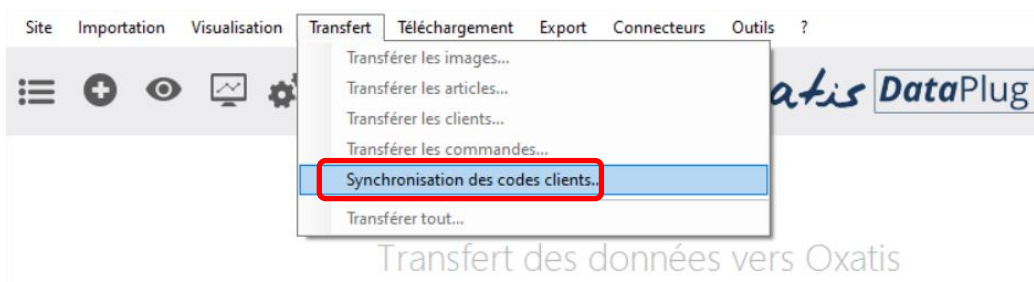 Site Importation Visualisation Transfert Téléchargement Export Connecteurs Outils ?
Transférer les images...
Transférer les articles...
atis DataPlug
Transférer les clients...
Transférer les commandes...
Synchronisation des codes clients..
Transférer tout...
Transfert des données vers Oxatis